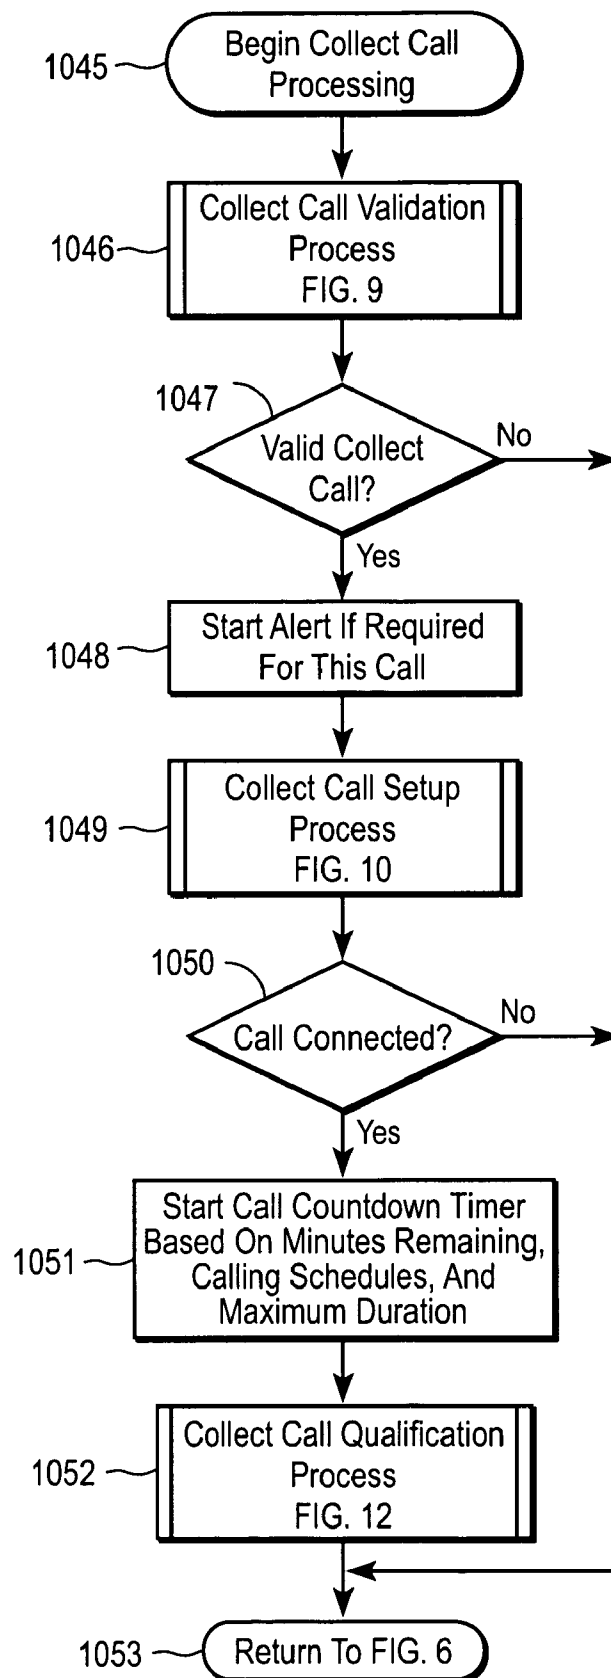 1045
Begin Collect Call
Processing
1046
Collect Call Validation
Process
FIG. 9
1047
Valid Collect
Call?
No
Yes
1048
Start Alert If Required
For This Call
1049
Collect Call Setup
Process
FIG. 10
1050
Call Connected?
No
Yes
1051
Start Call Countdown Timer
Based On Minutes Remaining,
Calling Schedules, And
Maximum Duration
1052
Collect Call Qualification
Process
FIG. 12
1053
Return To FIG. 6